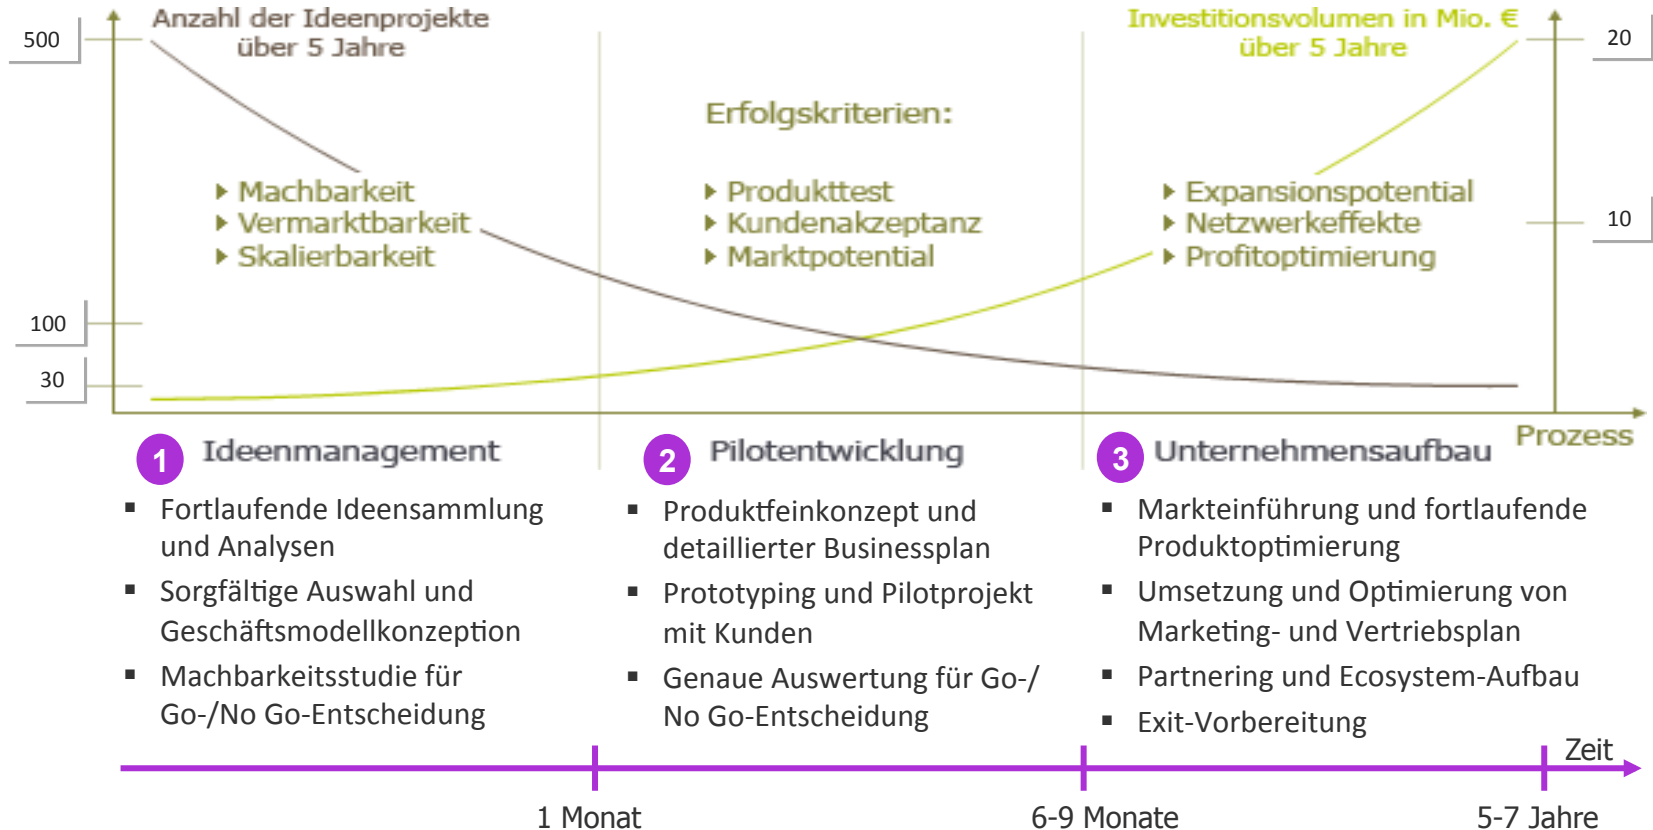 Anzahl der Ideenprojekte
über 5 Jahre
Investitionsvolumen in Mio. €
über 5 Jahre
500
100
30
20
10
Erfolgskriterien:
Machbarkeit
Vermarktbarkeit
Skalierbarkeit
Produkttest
Kundenakzeptanz
Marktpotential
Expansionspotential
Netzwerkeffekte
Profitoptimierung
Prozess
1 Ideenmanagement
Fortlaufende Ideensammlung
und Analysen
Sorgfältige Auswahl und
Geschäftsmodellkonzeption
Machbarkeitsstudie für
Go-/No Go-Entscheidung
2 Pilotentwicklung
Produktfeinkonzept und
detaillierter Businessplan
Prototyping und Pilotprojekt
mit Kunden
Genaue Auswertung für Go-/
No Go-Entscheidung
3 Unternehmensaufbau
Markteinführung und fortlaufende
Produktoptimierung
Umsetzung und Optimierung von
Marketing- und Vertriebsplan
Partnering und Ecosystem-Aufbau
Exit-Vorbereitung
Zeit
1 Monat
6-9 Monate
5-7 Jahre